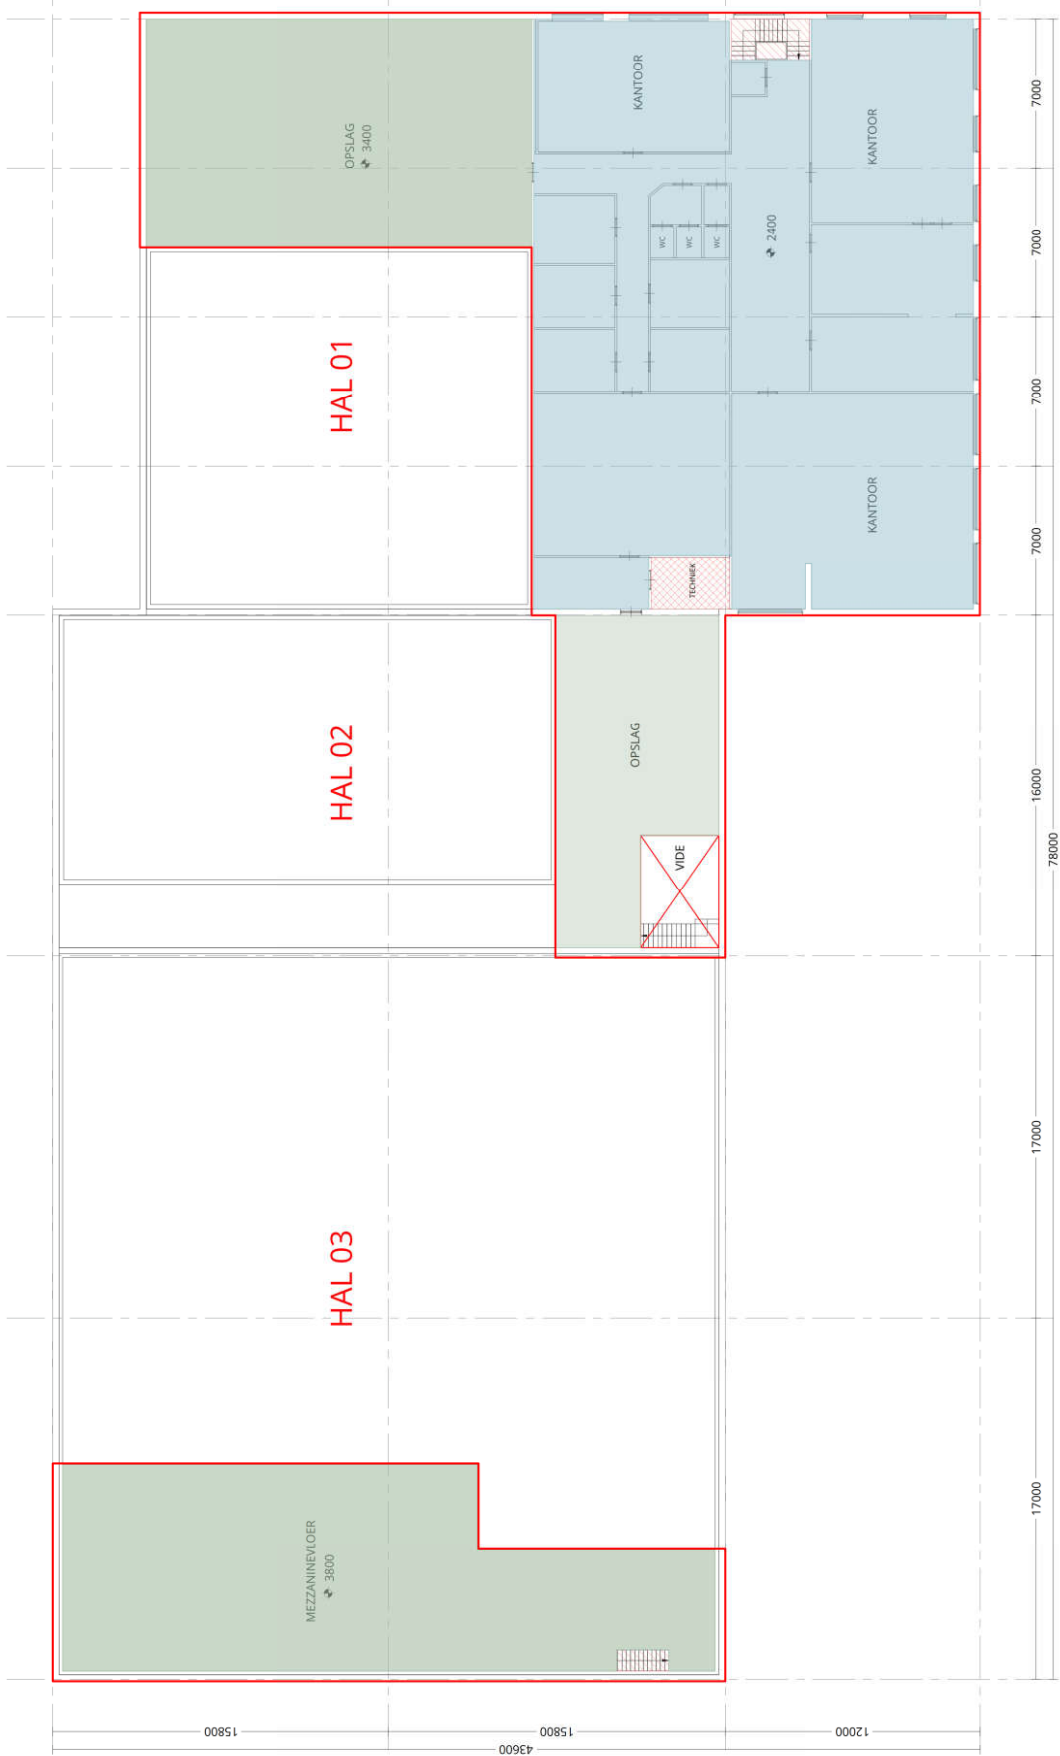 KANTOOR
OPSLAG
3400
KANTOOR
7000
WC
WC
WC
2400
7000
HAL 01
7000
KANTOOR
7000
TECHNIEK
OPSLAG
HAL 02
16000
VIDE
78000
17000
HAL 03
17000
MEZZANINEVLOER
3800
15800
15800
12000
43600